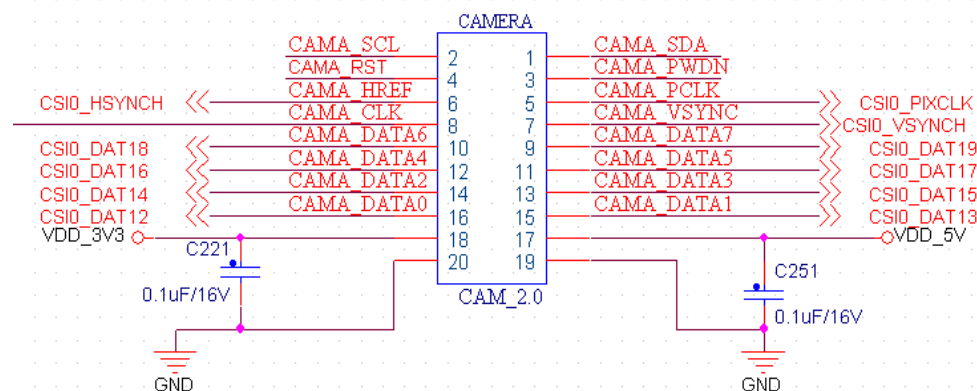 CAMERA
CAMA_SCL 2 1 CAMA_SDA
CAMA_RST 4 3 CAMA_PWDN
CSI0_HSYNCH CAMA_HREF 6 5 CAMA_PCLK CSI0_PIXCLK
CAMA_CLK 8 7 CAMA_VSYNC CSI0_VSYNCH
CSI0_DAT18 CAMA_DATA6 10 9 CAMA_DATA7 CSI0_DAT19
CSI0_DAT16 CAMA_DATA4 12 11 CAMA_DATA5 CSI0_DAT17
CSI0_DAT14 CAMA_DATA2 14 13 CAMA_DATA3 CSI0_DAT15
CSI0_DAT12 CAMA_DATA0 16 15 CAMA_DATA1 CSI0_DAT13
VDD_3V3 18 17 VDD_5V
C221 20 19 C251
0.1uF/16V CAM_2.0 0.1uF/16V
GND GND